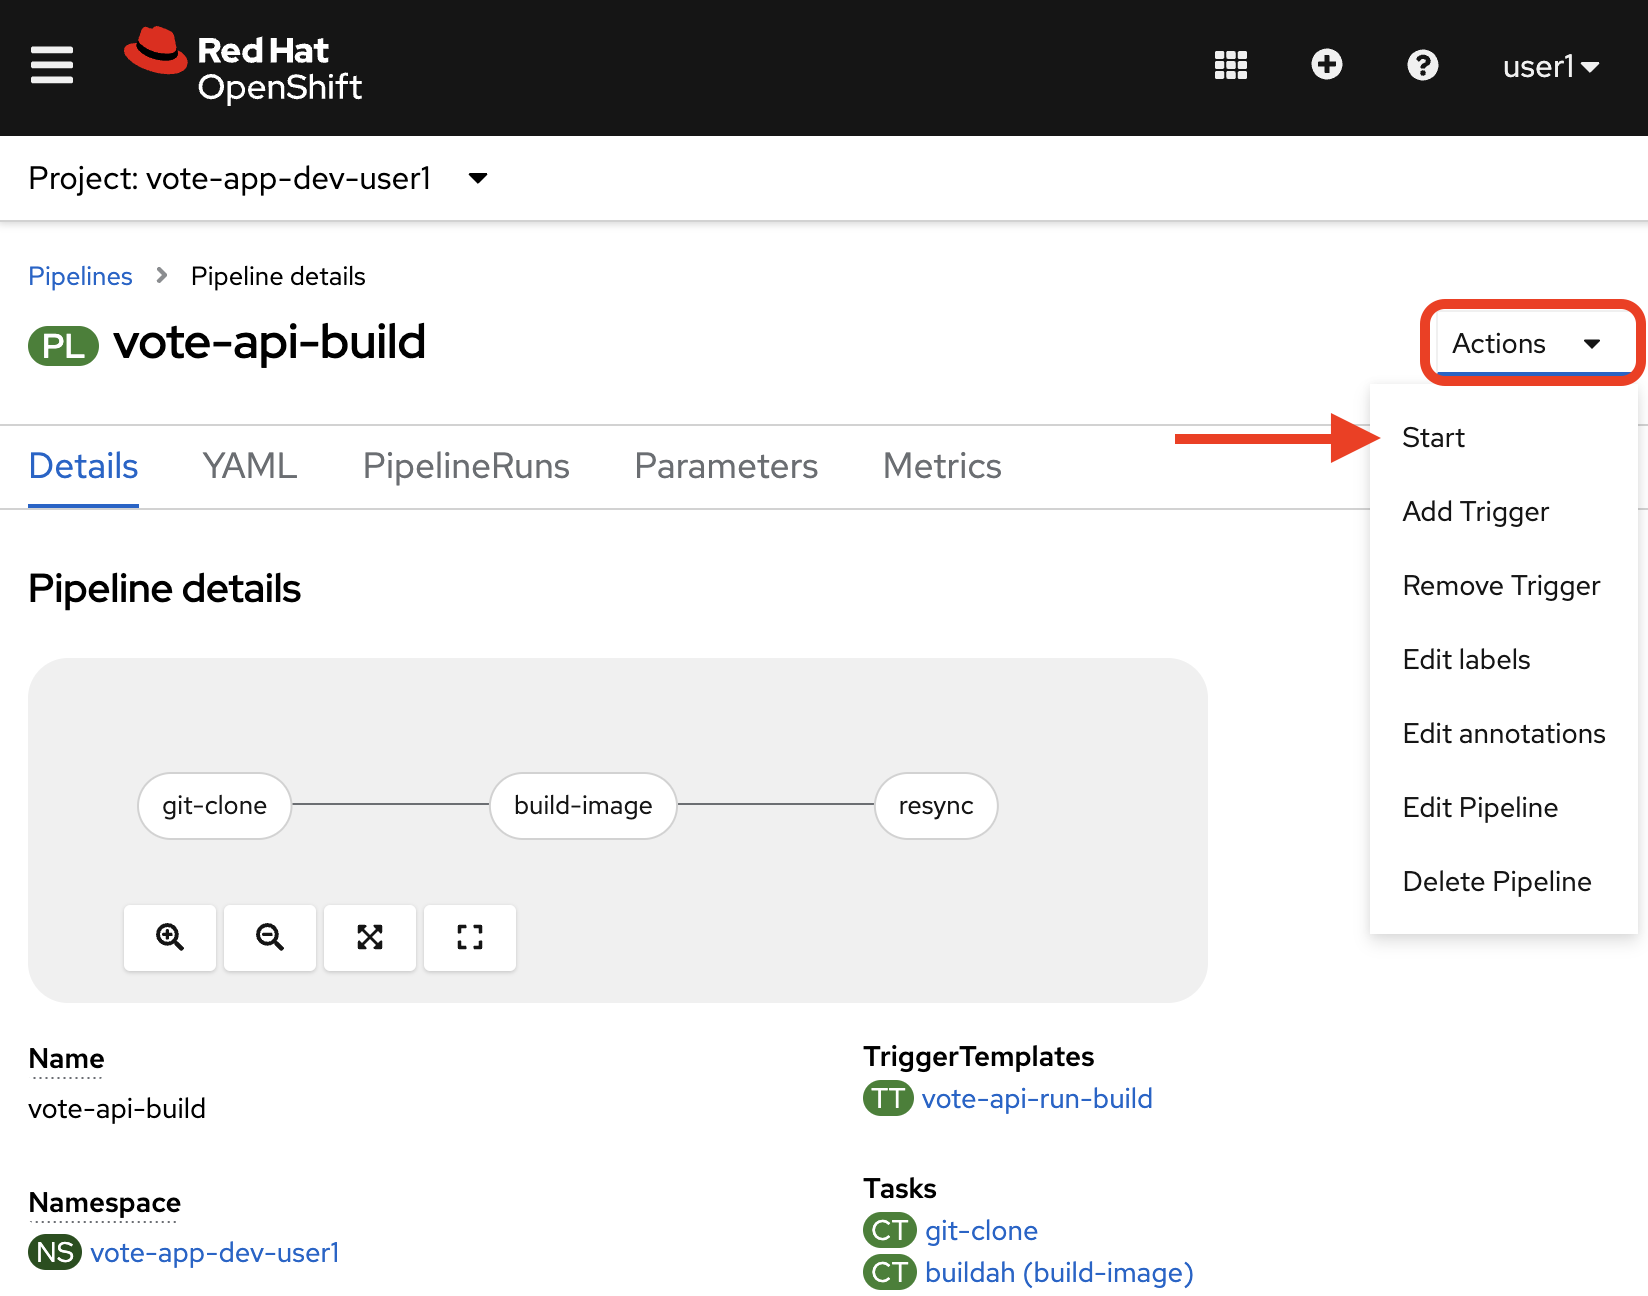 Red Hat
OpenShift
user1
Project: vote-app-dev-user1
Pipelines > Pipeline details
PL vote-api-build
Actions
Start
Add Trigger
Remove Trigger
Edit labels
Edit annotations
Edit Pipeline
Delete Pipeline
Details YAML PipelineRuns Parameters Metrics
Pipeline details
git-clone build-image resync
Name
vote-api-build
Namespace
NS vote-app-dev-user1
TriggerTemplates
TT vote-api-run-build
Tasks
CT git-clone
CT buildah (build-image)